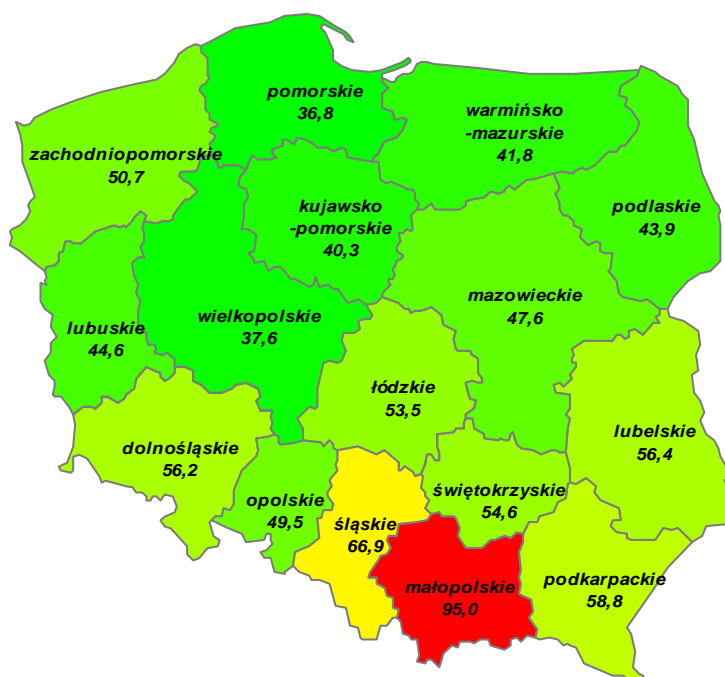 pomorskie
36,8
warmińsko
-mazurskie
41,8
zachodniopomorskie
50,7
kujawsko
-pomorskie
40,3
podlaskie
43,9
mazowieckie
47,6
lubuskie
44,6
wielkopolskie
37,6
łódzkie
53,5
lubelskie
56,4
dolnośląskie
56,2
opolskie
49,5
śląskie
66,9
świętokrzyskie
54,6
małopolskie
95,0
podkarpackie
58,8